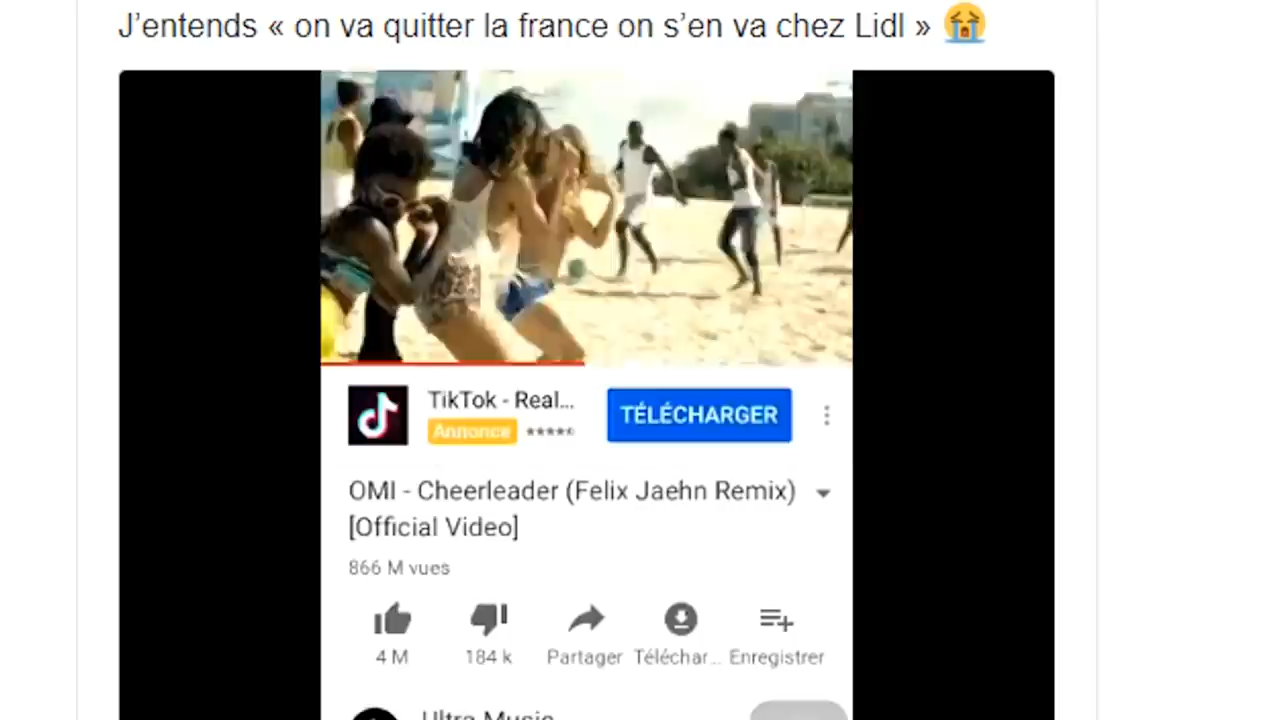 J’entends « on va quitter la france on s’en va chez Lidl » 😭
TikTok - Real...
TÉLÉCHARGER
Annonce
OMI - Cheerleader (Felix Jaehn Remix)
[Official Video]
866 M vues
4 M 184 k Partager Téléchar... Enregistrer
Ultra Music